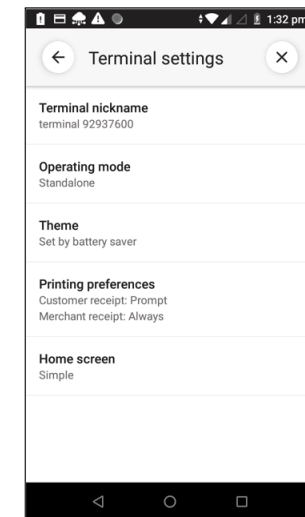 1:32 pm
Terminal settings
Terminal nickname
terminal 92937600
Operating mode
Standalone
Theme
Set by battery saver
Printing preferences
Customer receipt: Prompt
Merchant receipt: Always
Home screen
Simple